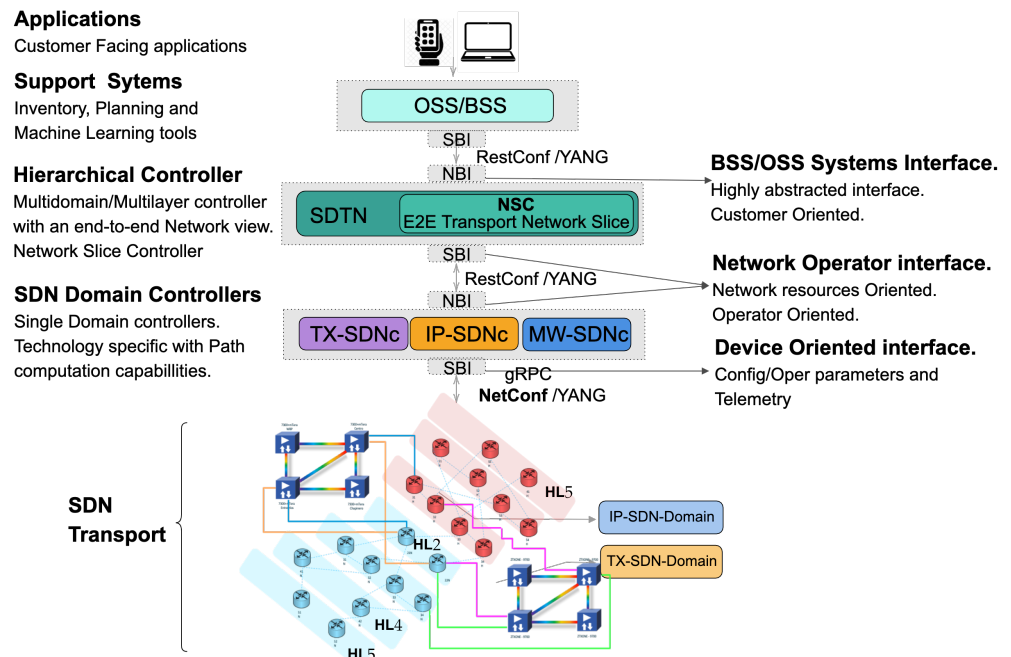 Applications
Customer Facing applications
Support Sytems
Inventory, Planning and
Machine Learning tools
OSS/BSS
SBI
RestConf /YANG
NBI
BSS/OSS Systems Interface.
Highly abstracted interface.
Customer Oriented.
Hierarchical Controller
Multidomain/Multilayer controller
with an end-to-end Network view.
Network Slice Controller
SDTN
NSC
E2E Transport Network Slice
SBI
RestConf /YANG
NBI
Network Operator interface.
Network resources Oriented.
Operator Oriented.
SDN Domain Controllers
Single Domain controllers.
Technology specific with Path
computation capabillities.
TX-SDNc
IP-SDNc
MW-SDNc
SBI
gRPC
NetConf /YANG
Device Oriented interface.
Config/Oper parameters and
Telemetry
SDN
Transport
HL5
IP-SDN-Domain
HL2
TX-SDN-Domain
HL4
HL5